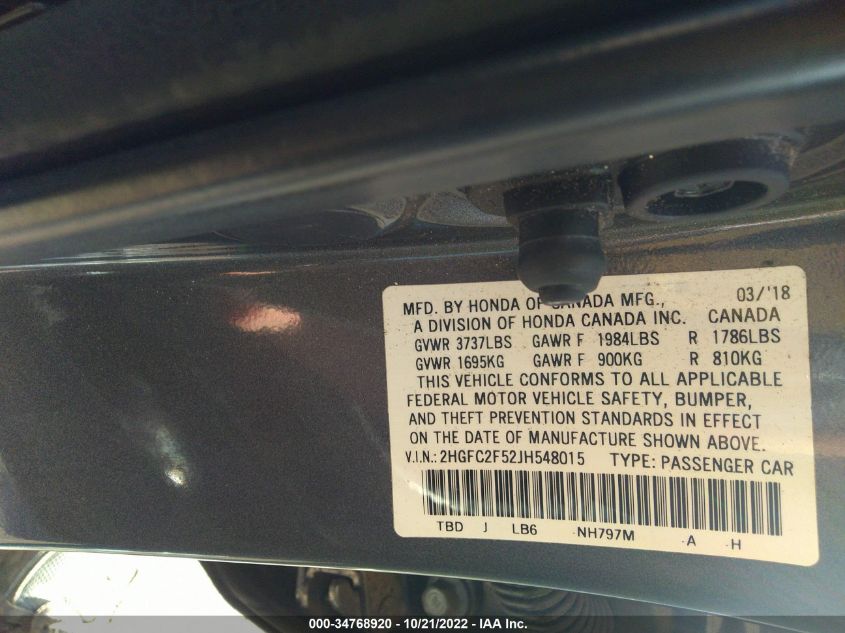 MFD. BY HONDA OF CANADA MFG., 03/'18
A DIVISION OF HONDA CANADA INC. CANADA
GVWR 3737LBS GAWR F 1984LBS R 1786LBS
GVWR 1695KG GAWR F 900KG R 810KG
THIS VEHICLE CONFORMS TO ALL APPLICABLE
FEDERAL MOTOR VEHICLE SAFETY, BUMPER,
AND THEFT PREVENTION STANDARDS IN EFFECT
ON THE DATE OF MANUFACTURE SHOWN ABOVE.
V.I.N.: 2HGFC2F52JH548015 TYPE: PASSENGER CAR
TBD J LB6 -NH797M -A -H
000-34768920 - 10/21/2022 - IAA Inc.